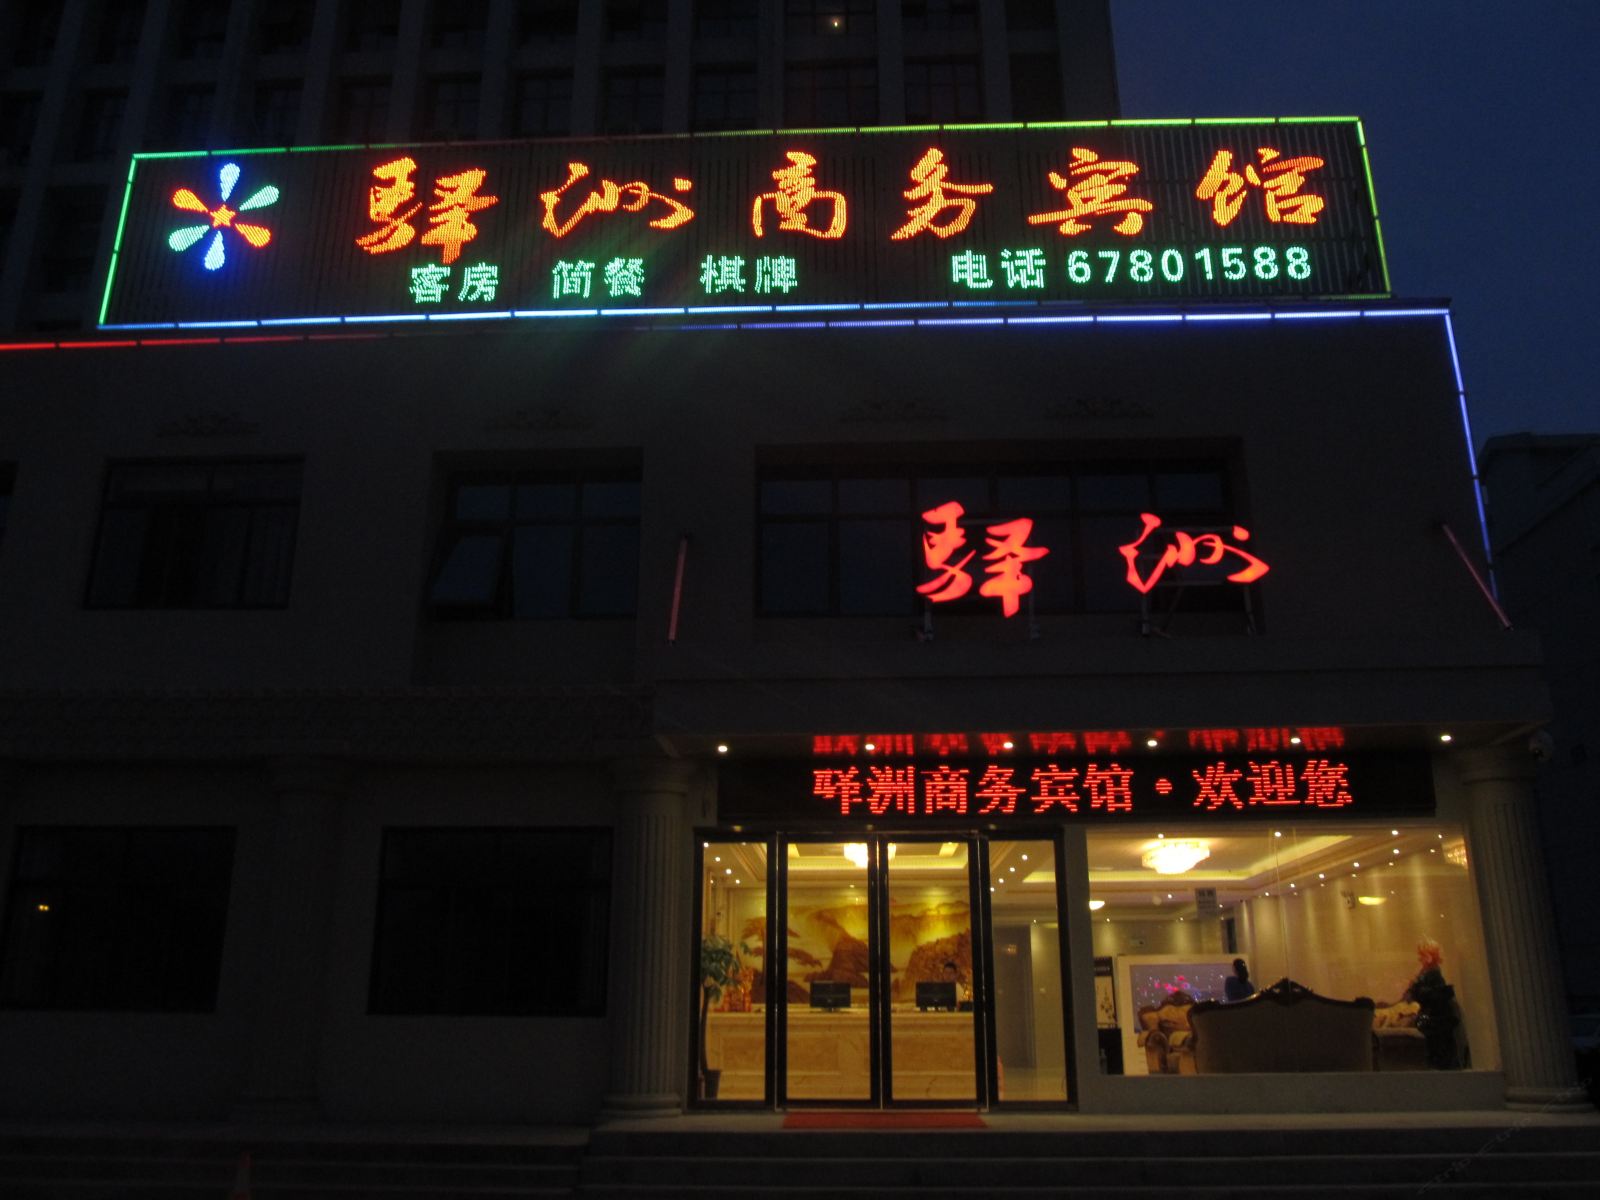 驿洲商务宾馆
客房 简餐 棋牌 电话 67801588
驿洲
驿洲商务宾馆·欢迎您